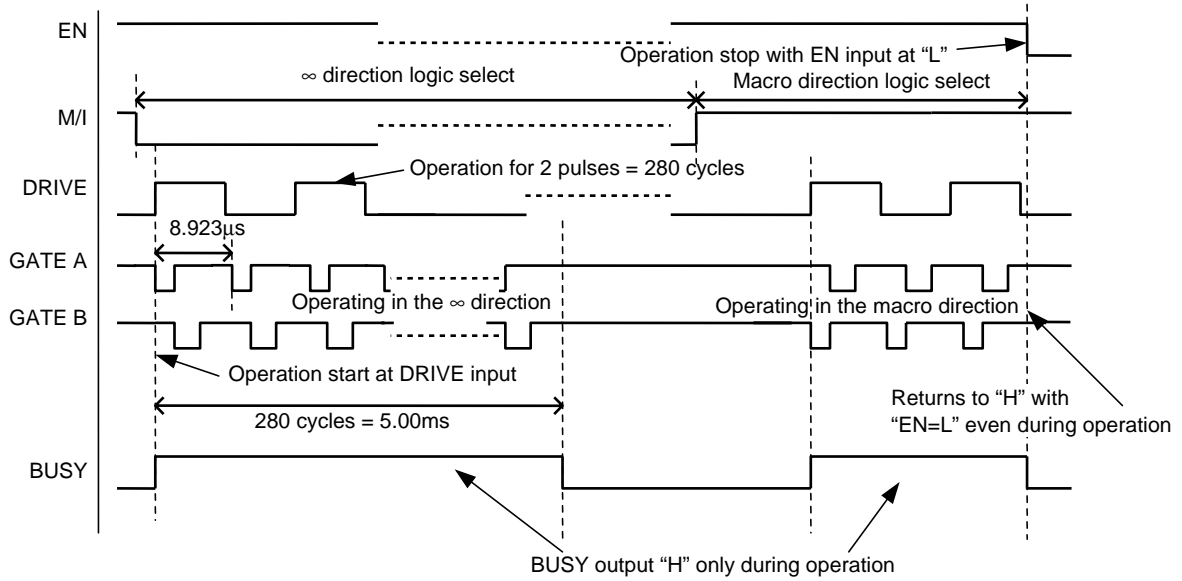 EN
Operation stop with EN input at “L”
∞ direction logic select
Macro direction logic select
M/I
Operation for 2 pulses = 280 cycles
DRIVE
8.923µs
GATE A
Operating in the ∞ direction
Operating in the macro direction
GATE B
Operation start at DRIVE input
Returns to “H” with
“EN=L” even during operation
280 cycles = 5.00ms
BUSY
BUSY output “H” only during operation